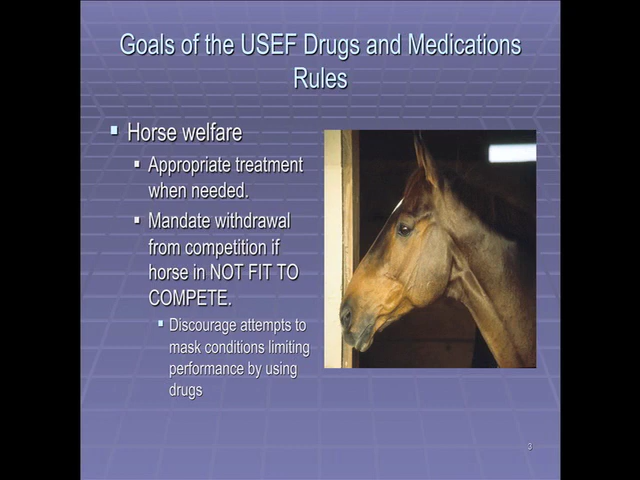 Goals of the USEF Drugs and Medications
Rules
Horse welfare
Appropriate treatment
when needed.
Mandate withdrawal
from competition if
horse in NOT FIT TO
COMPETE.
Discourage attempts to
mask conditions limiting
performance by using
drugs
3